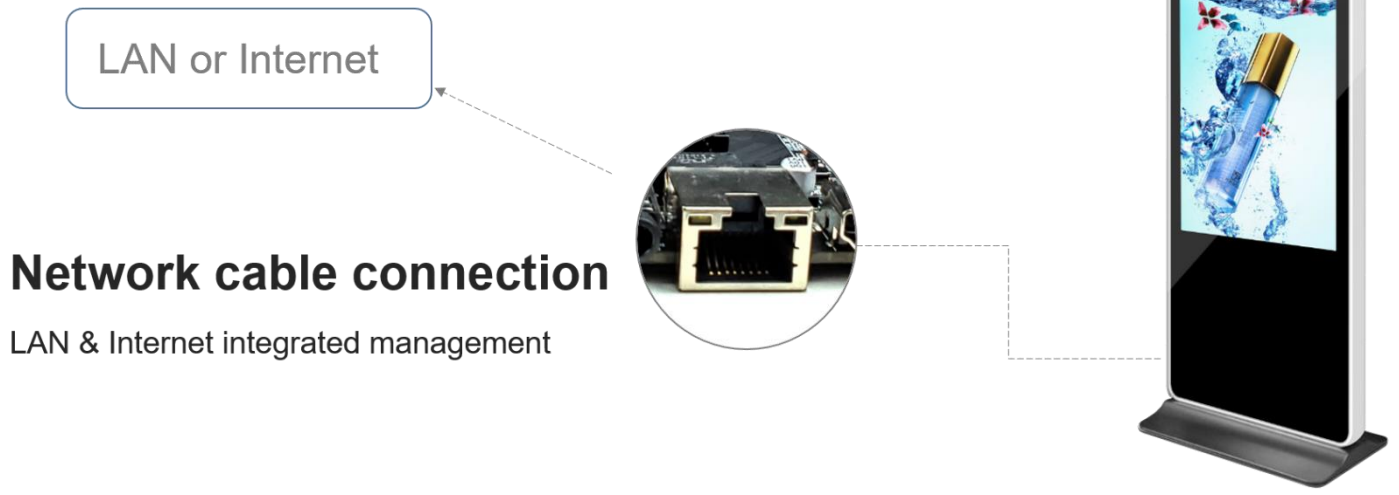 LAN or Internet
Network cable connection
LAN & Internet integrated management